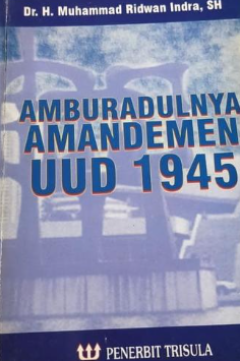 Dr. H. Muhammad Ridwan Indra, SH
AMBURADULNYA
AMANDEMEN
UUD 1945
PENERBIT TRISULA